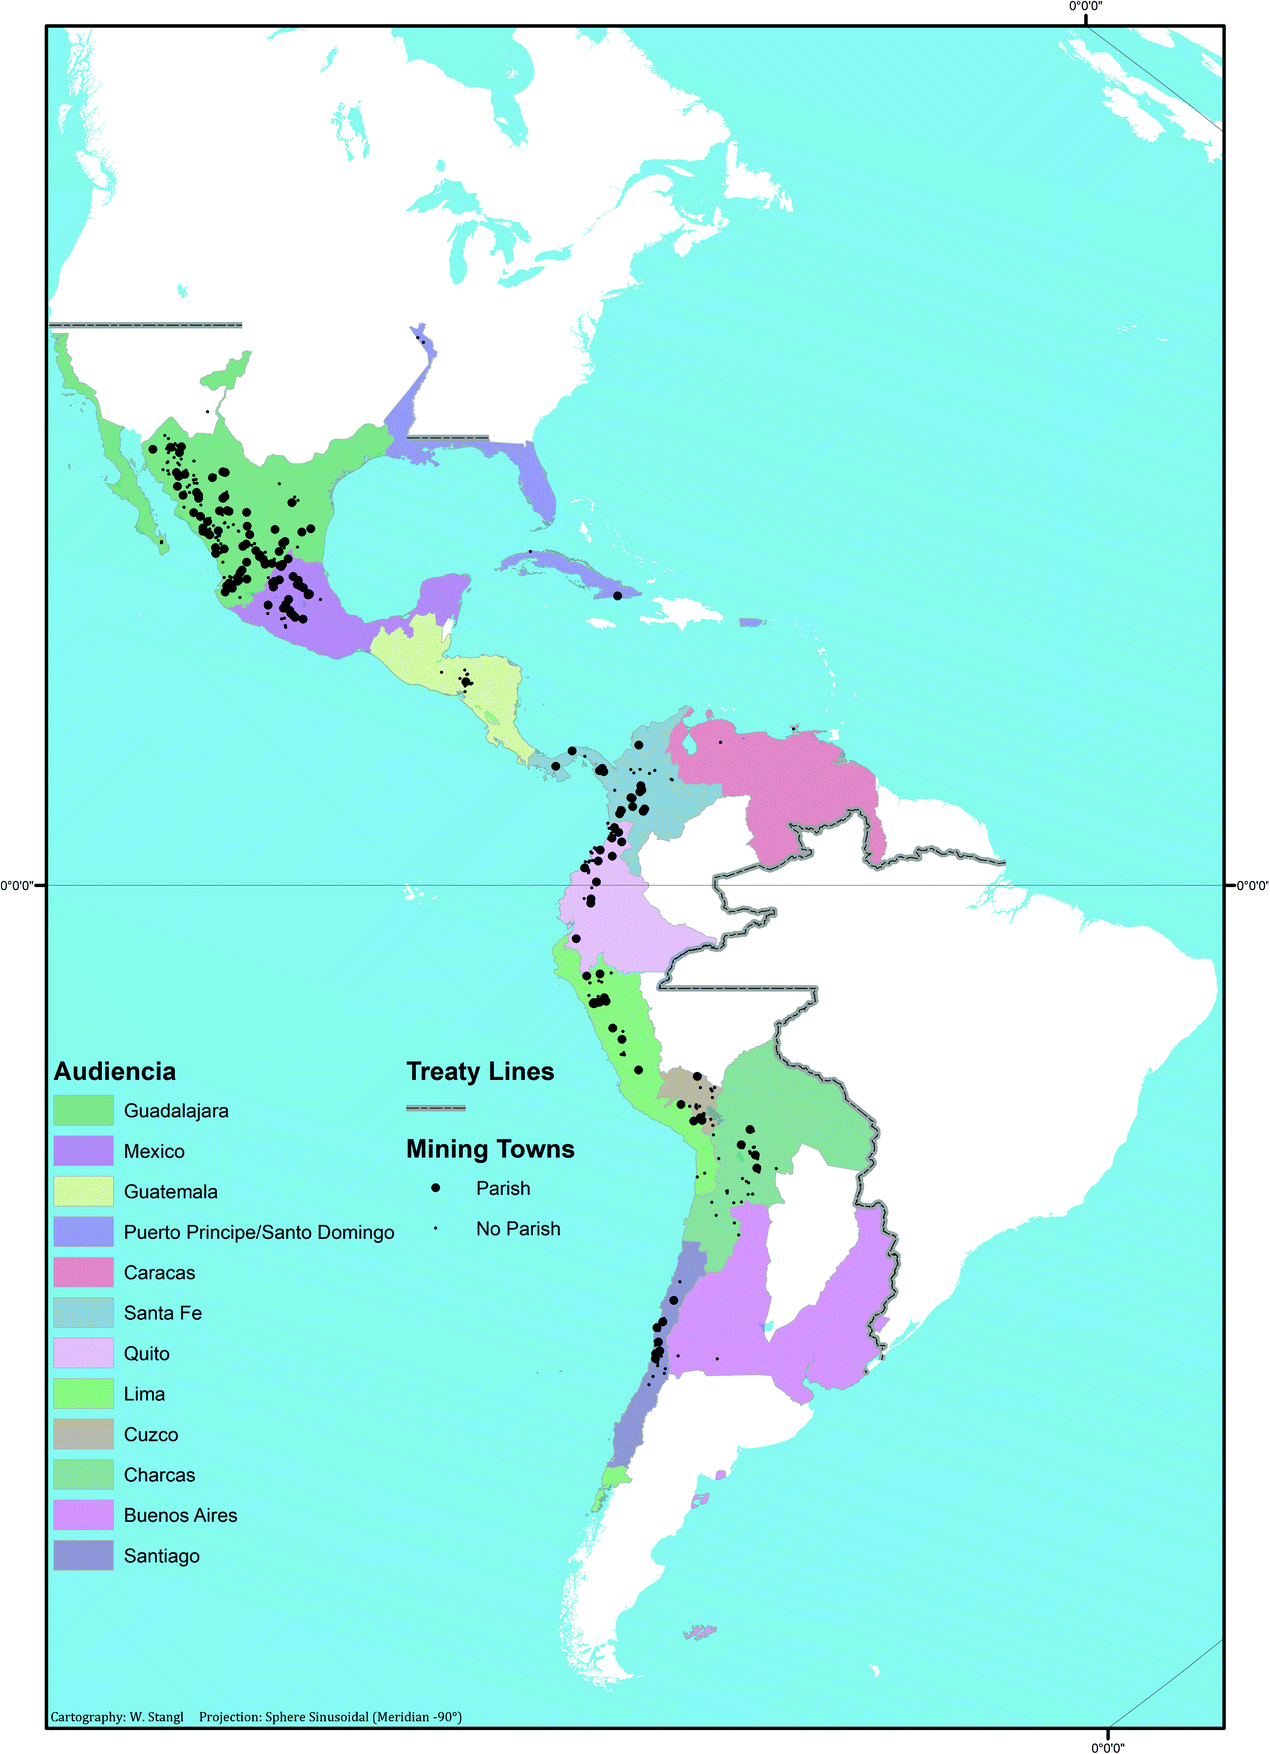 0°0'0"
0°0'0"
0°0'0"
Audiencia
Guadalajara
Mexico
Guatemala
Puerto Principe/Santo Domingo
Caracas
Santa Fe
Quito
Lima
Cuzco
Charcas
Buenos Aires
Santiago
Treaty Lines
Mining Towns
Parish
No Parish
Cartography: W. Stangl Projection: Sphere Sinusoidal (Meridian -90°)
0°0'0"